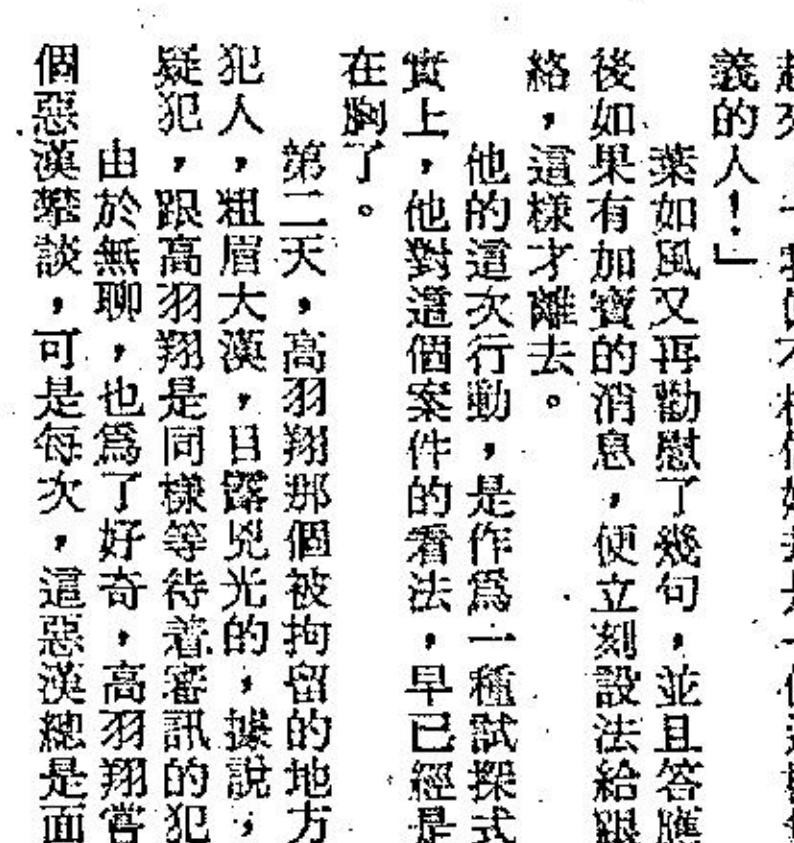 義的人！」
葉如風又再勸慰了幾句，並且答應
後如果有加寶的消息，便立刻設法給跟
絡，這樣才離去。
他的這次行動，是作爲一種試探式
實上，他對這個案件的看法，早已經是
在胸了。
第二天，高羽翔那個被拘留的地方
犯人，粗眉大漢，目露兇光的，據說，
疑犯，跟高羽翔是同樣等待着審訊的犯
由於無聊，也爲了好奇，高羽翔嘗
個惡漢攀談，可是每次，這惡漢總是面